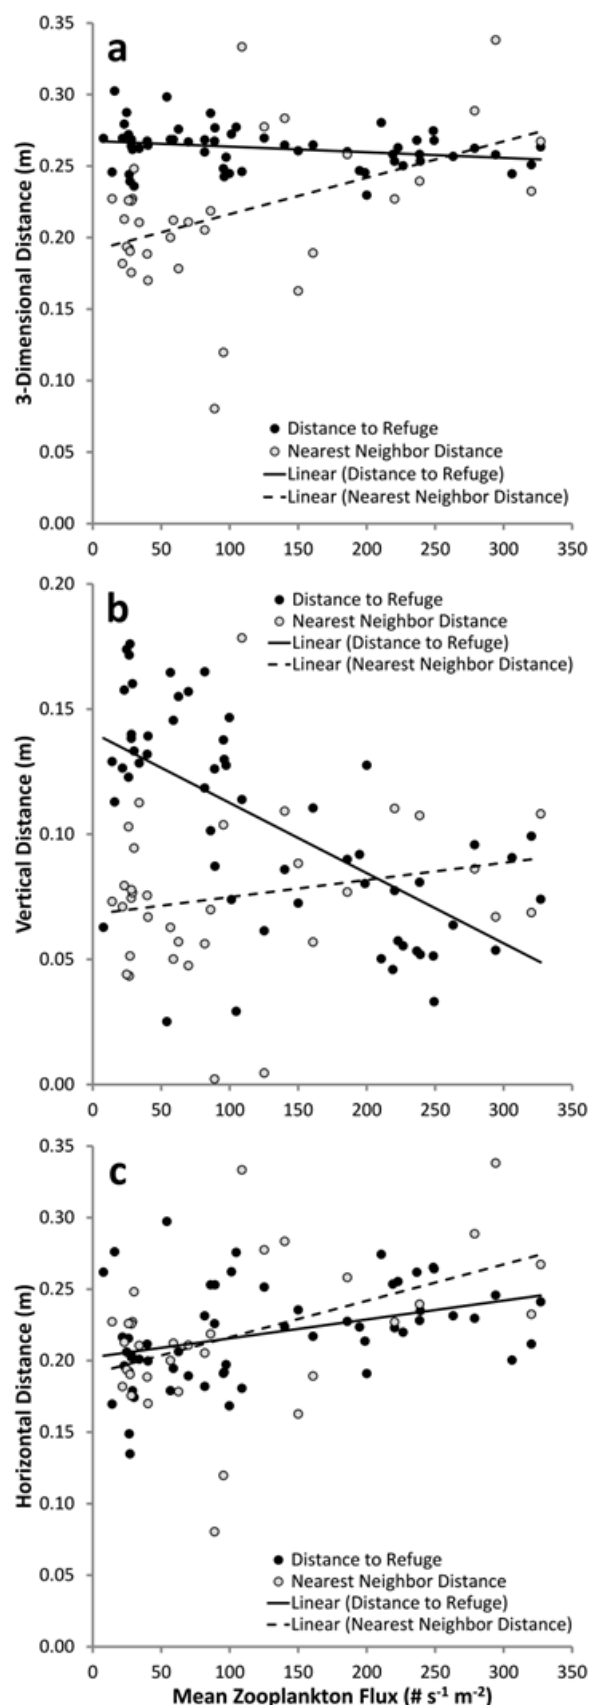 a
0.35
0.30
0.25
0.20
0.15
0.10
0.05
0.00
3-Dimensional Distance (m)
Distance to Refuge
Nearest Neighbor Distance
Linear (Distance to Refuge)
Linear (Nearest Neighbor Distance)
0 50 100 150 200 250 300 350
b
0.20
0.15
0.10
0.05
0.00
Vertical Distance (m)
Distance to Refuge
Nearest Neighbor Distance
Linear (Distance to Refuge)
Linear (Nearest Neighbor Distance)
0 50 100 150 200 250 300 350
c
0.35
0.30
0.25
0.20
0.15
0.10
0.05
0.00
Horizontal Distance (m)
Distance to Refuge
Nearest Neighbor Distance
Linear (Distance to Refuge)
Linear (Nearest Neighbor Distance)
0 50 100 150 200 250 300 350
Mean Zooplankton Flux (# s⁻¹ m⁻²)